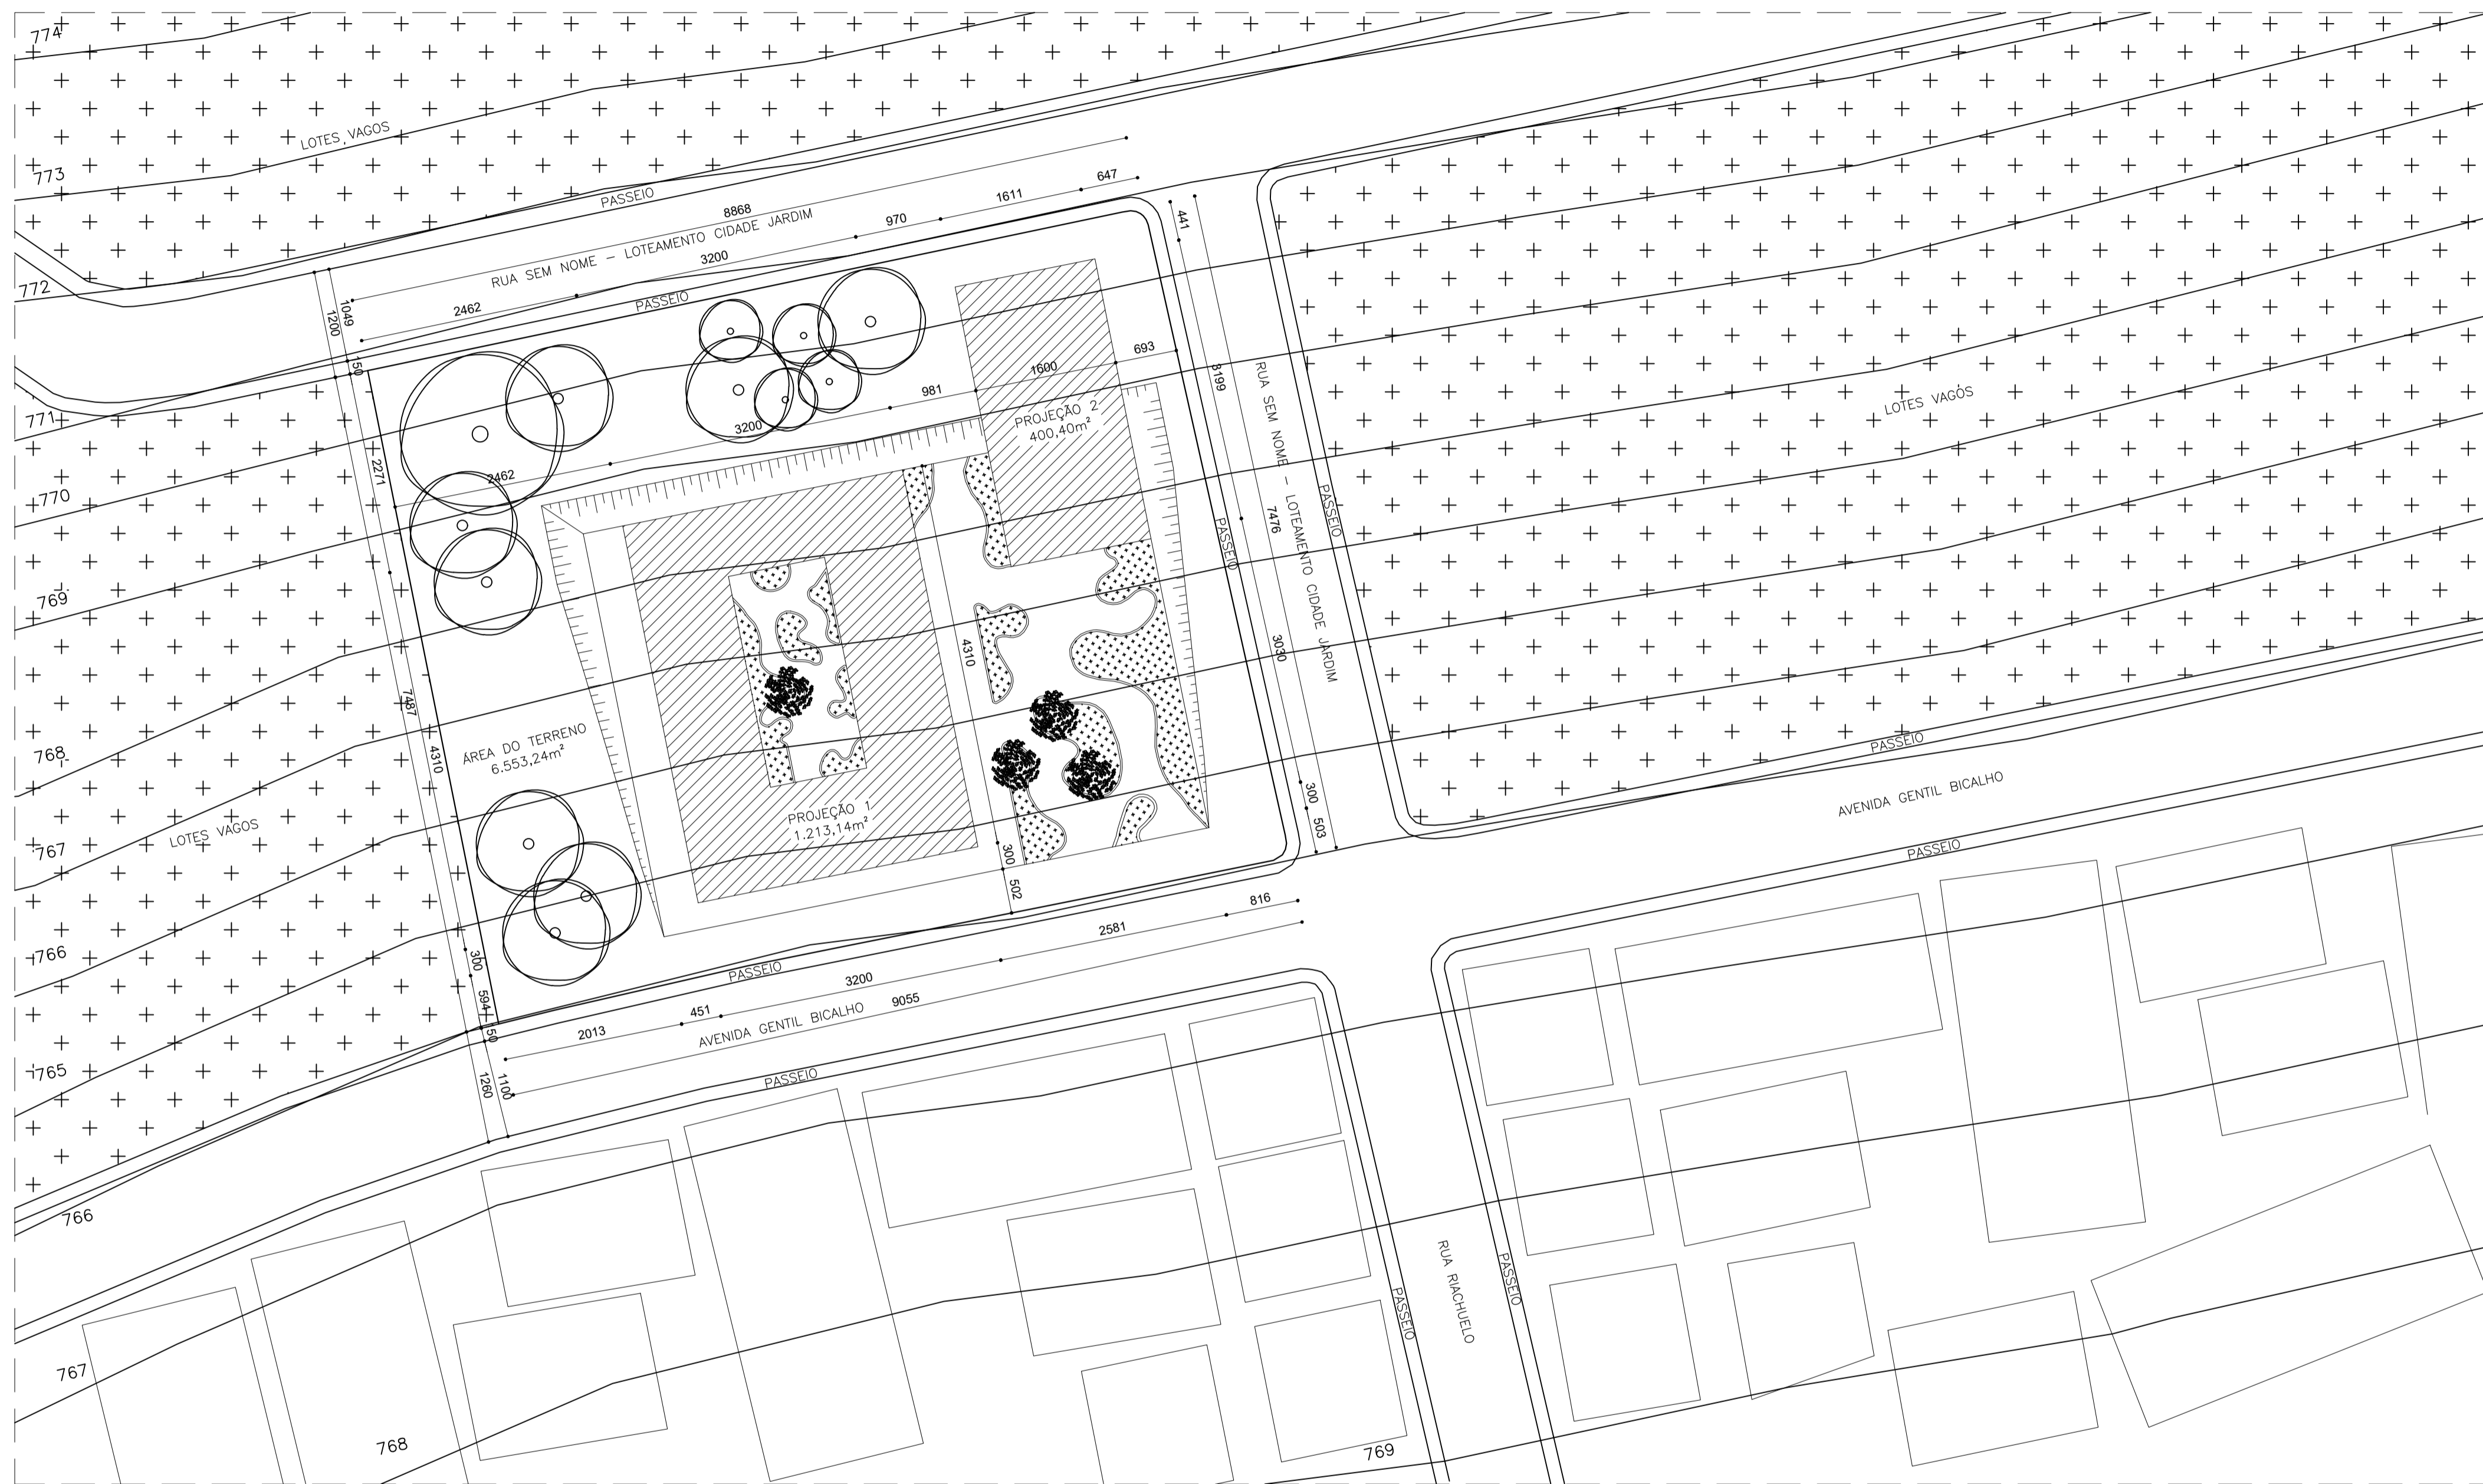 774
773
772
771
770
769
768
767
766
765
766
767
768
769
LOTES VAGOS
PASSEIO
8868
RUA SEM NOME – LOTEAMENTO CIDADE JARDIM
2462
3200
970
1611
647
PASSEIO
1049
1200
150
2271
7487
4310
300
594
150
1260
1100
441
3199
7476
3030
300
503
RUA SEM NOME – LOTEAMENTO CIDADE JARDIM
PASSEIO
PASSEIO
2462
3200
981
1600
693
PROJEÇÃO 2
400,40m²
4310
300
502
ÁREA DO TERRENO
6.553,24m²
PROJEÇÃO 1
1.213,14m²
LOTES VAGOS
LOTES VAGOS
PASSEIO
2013
451
3200
2581
816
9055
AVENIDA GENTIL BICALHO
PASSEIO
PASSEIO
AVENIDA GENTIL BICALHO
PASSEIO
RUA RIACHUELO
PASSEIO
PASSEIO